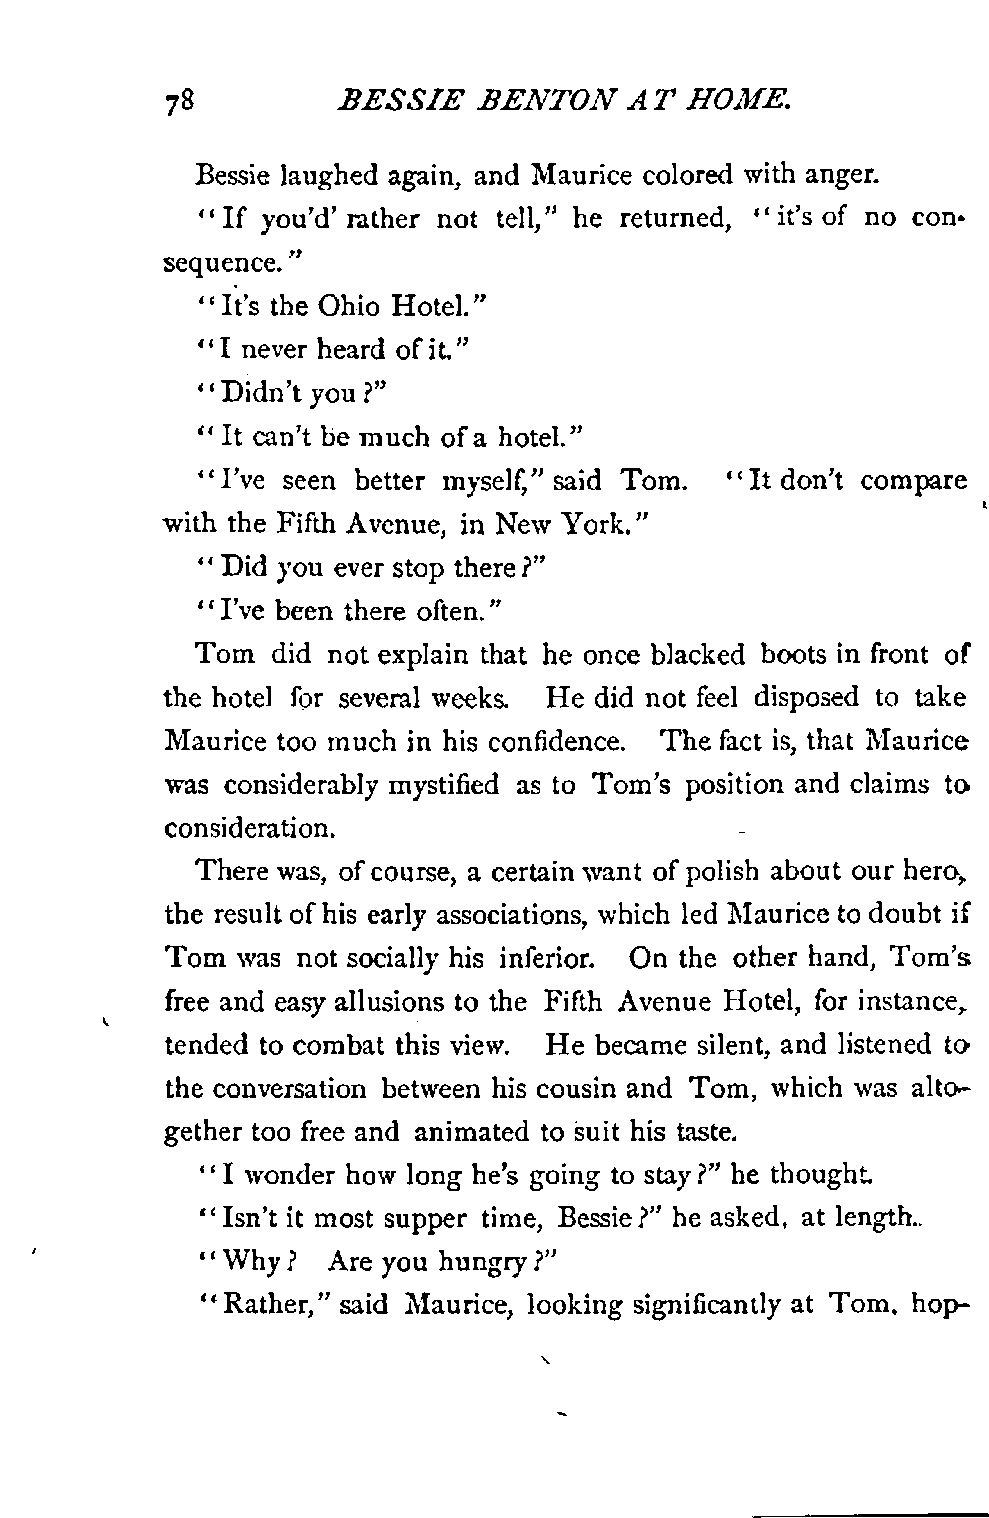 78 BESSIE BENTON AT HOME.
Bessie laughed again, and Maurice colored with anger.
"If you'd' rather not tell," he returned, "it's of no con-
sequence."
"It's the Ohio Hotel."
"I never heard of it."
"Didn't you?"
"It can't be much of a hotel."
"I've seen better myself," said Tom. "It don't compare
with the Fifth Avenue, in New York."
"Did you ever stop there?"
"I've been there often."
Tom did not explain that he once blacked boots in front of
the hotel for several weeks. He did not feel disposed to take
Maurice too much in his confidence. The fact is, that Maurice
was considerably mystified as to Tom's position and claims to
consideration.
There was, of course, a certain want of polish about our hero,
the result of his early associations, which led Maurice to doubt if
Tom was not socially his inferior. On the other hand, Tom's
free and easy allusions to the Fifth Avenue Hotel, for instance,
tended to combat this view. He became silent, and listened to
the conversation between his cousin and Tom, which was alto-
gether too free and animated to suit his taste.
"I wonder how long he's going to stay?" he thought.
"Isn't it most supper time, Bessie?" he asked, at length.
"Why? Are you hungry?"
"Rather," said Maurice, looking significantly at Tom, hop-